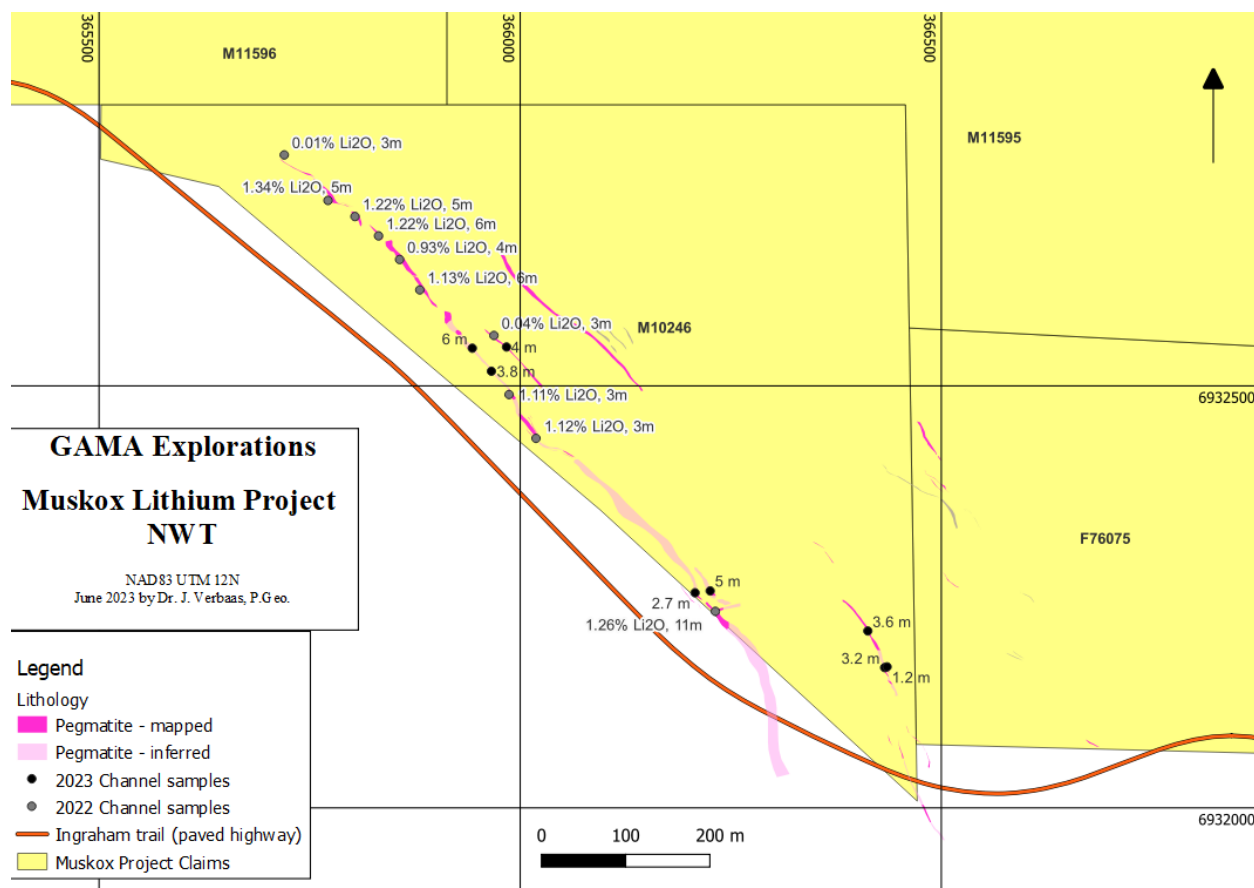 365500
366000
366500
M11596
M11595
0.01% Li2O, 3m
1.34% Li2O, 5m
1.22% Li2O, 5m
1.22% Li2O, 6m
0.93% Li2O, 4m
1.13% Li2O, 6m
0.04% Li2O, 3m
M10246
6 m
4 m
3.8 m
1.11% Li2O, 3m
6932500
1.12% Li2O, 3m
GAMA Explorations
Muskox Lithium Project
NWT
NAD83 UTM 12N
June 2023 by Dr. J. Verbaas, P.Geo.
F76075
5 m
2.7 m
1.26% Li2O, 11m
3.6 m
3.2 m
1.2 m
Legend
Lithology
Pegmatite - mapped
Pegmatite - inferred
2023 Channel samples
2022 Channel samples
Ingraham trail (paved highway)
Muskox Project Claims
0 100 200 m
6932000